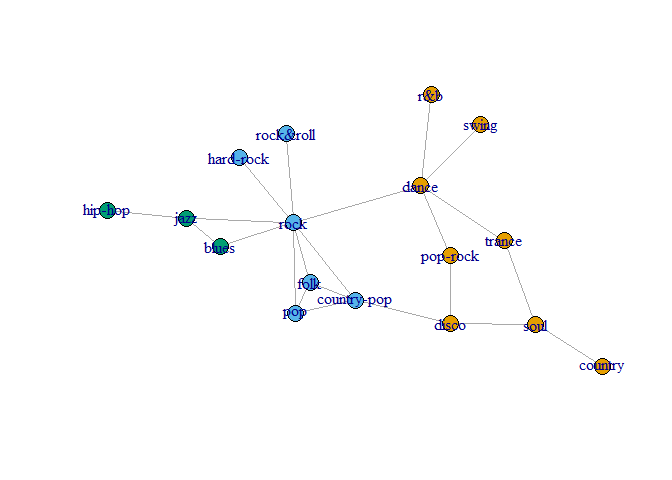 r&b
swing
rock&roll
hard-rock
dance
hip-hop
jazz
rock
blues
trance
pop-rock
folk
country-pop
pop
disco
soul
country